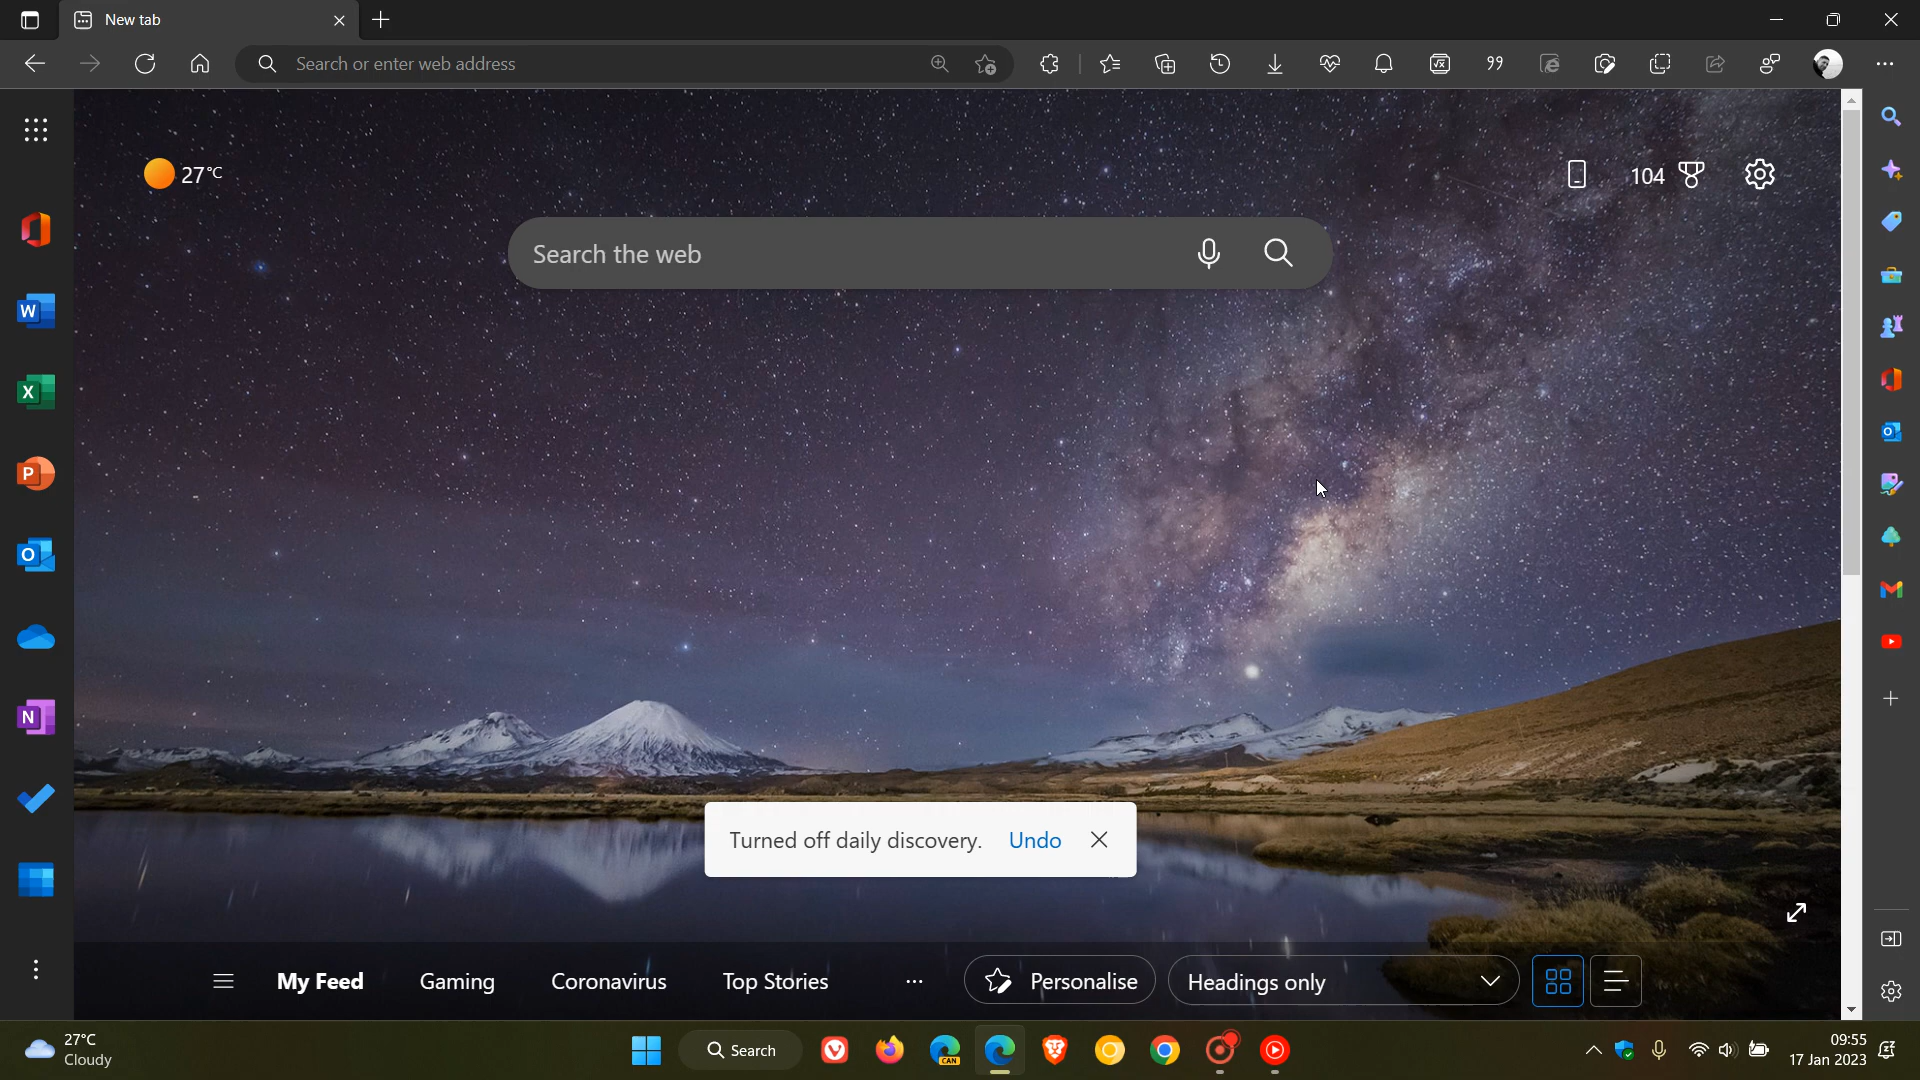 New tab
Search or enter web address
27°C
104
Search the web
W
X
P
O
N
Turned off daily discovery. Undo
My Feed Gaming Coronavirus Top Stories ... Personalise Headings only
27°C
Cloudy
Search
CAN
09:55
17 Jan 2023